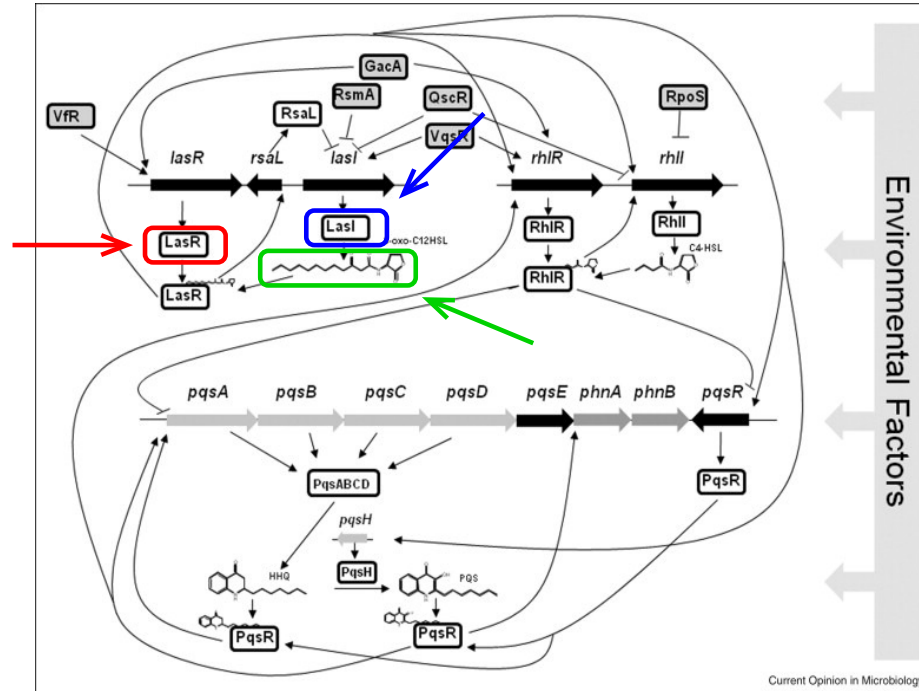 GacA
RsmA
QscR
RpoS
VfR
RsaL
VqsR
lasR
rsaL
lasI
rhlR
rhlI
LasR
LasI
RhlR
RhlI
-oxo-C12HSL
C4-HSL
LasR
RhlR
pqsA
pqsB
pqsC
pqsD
pqsE
phnA
phnB
pqsR
PqsABCD
PqsR
pqsH
PqsH
HHQ
PQS
PqsR
PqsR
Environmental Factors
Current Opinion in Microbiolog